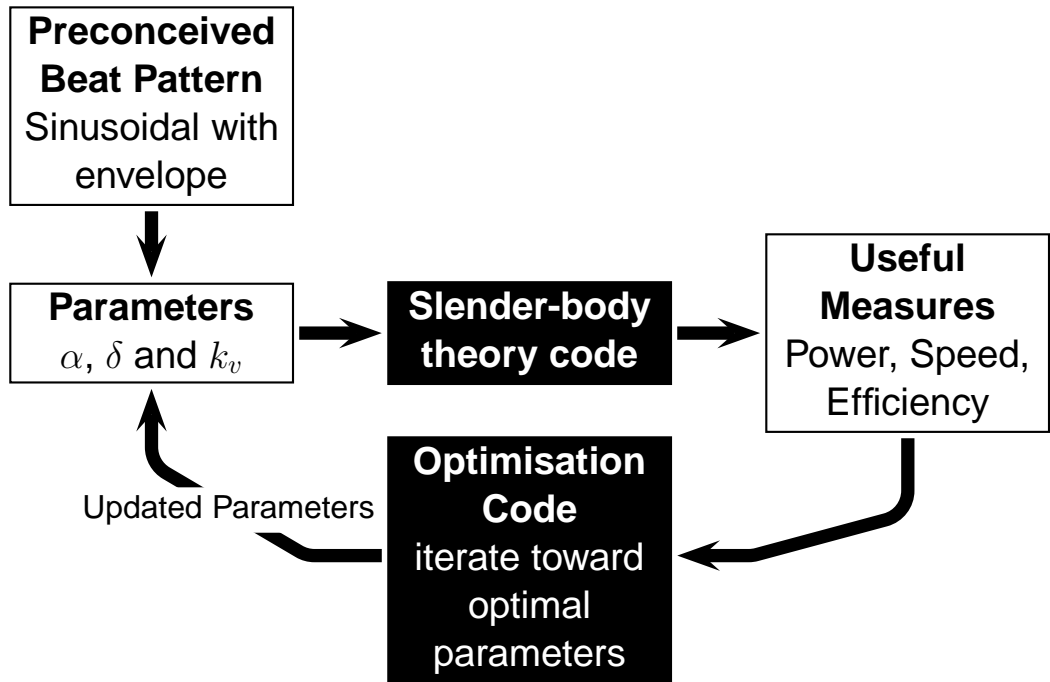 Preconceived
Beat Pattern
Sinusoidal with
envelope
Parameters
α, δ and kᵥ
Slender-body
theory code
Useful
Measures
Power, Speed,
Efficiency
Optimisation
Code
iterate toward
optimal
parameters
Updated Parameters